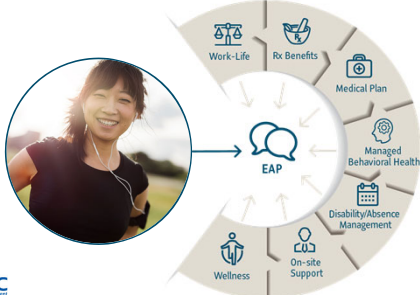 Work-Life
Rx Benefits
Medical Plan
Managed
Behavioral Health
EAP
Disability/Absence
Management
On-site
Support
Wellness